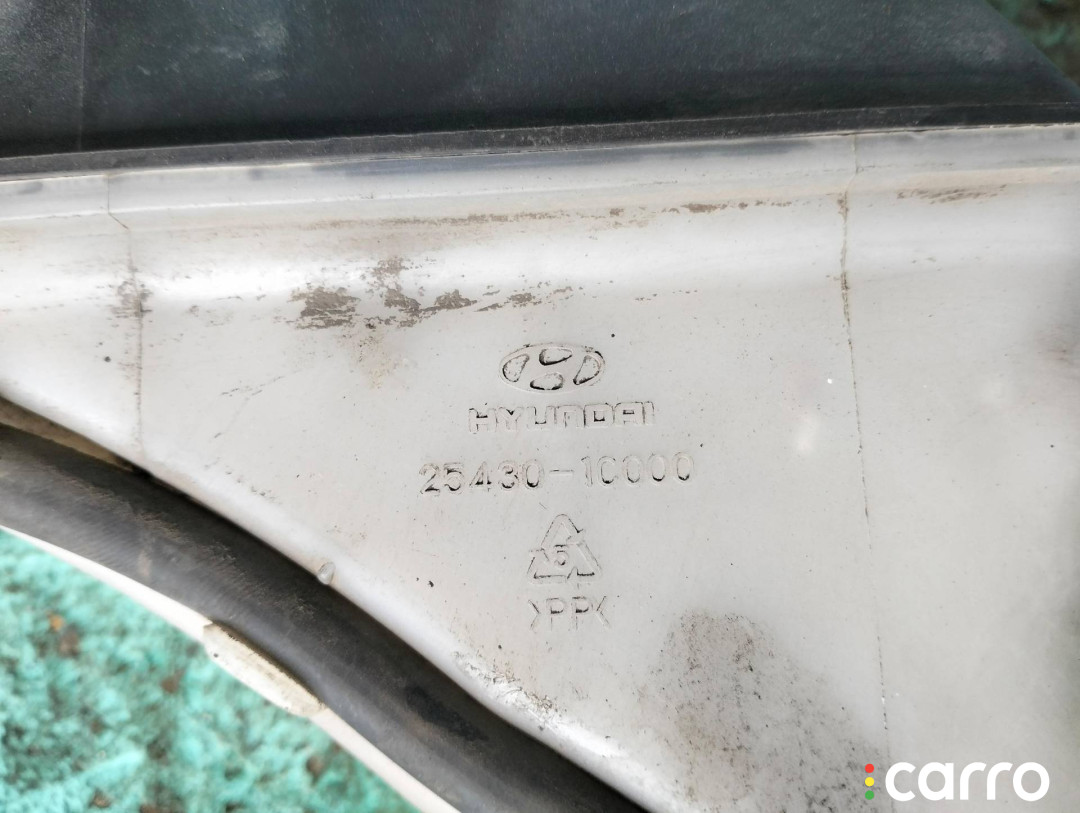 HYUNDAI
25430-10000
5
>PP<
carro